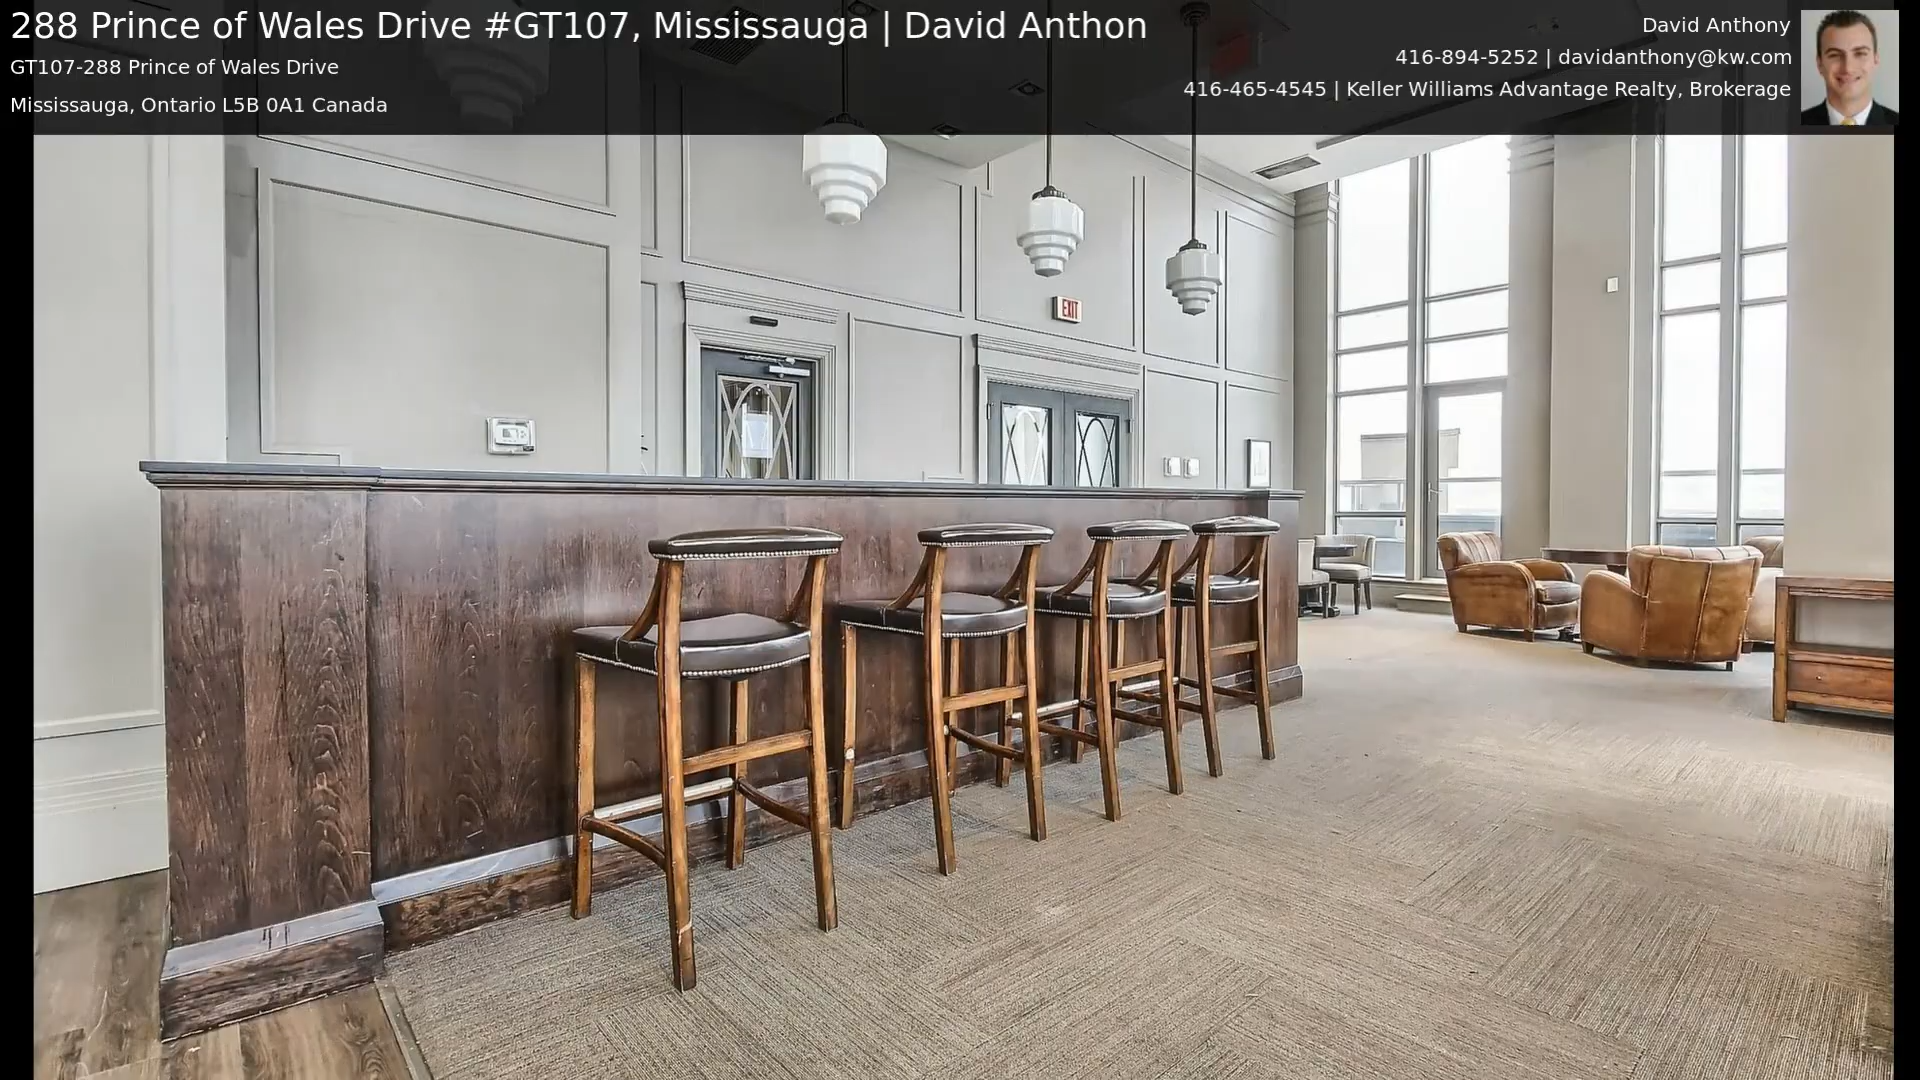 288 Prince of Wales Drive #GT107, Mississauga | David Anthon
GT107-288 Prince of Wales Drive
Mississauga, Ontario L5B 0A1 Canada
David Anthony
416-894-5252 | davidanthony@kw.com
416-465-4545 | Keller Williams Advantage Realty, Brokerage
EXIT